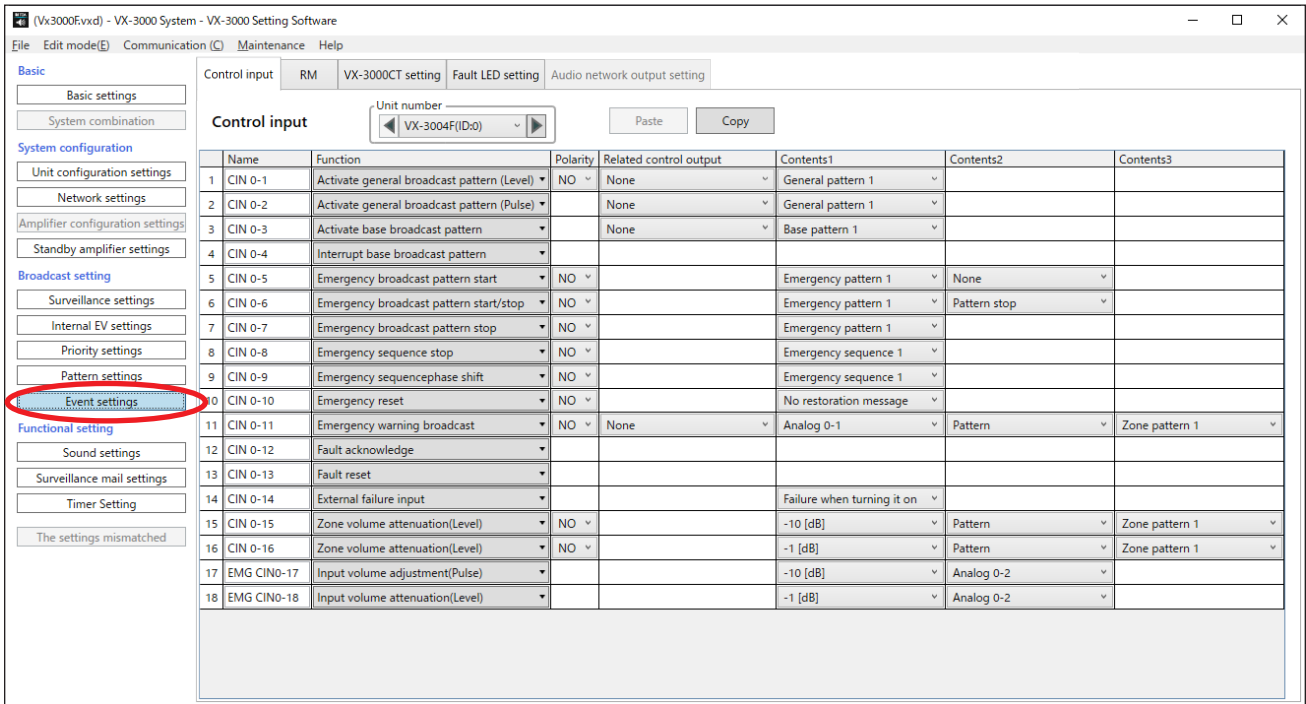 (Vx3000F.vxd) - VX-3000 System - VX-3000 Setting Software
File Edit mode(E) Communication (C) Maintenance Help
Basic
Basic settings
System combination
System configuration
Unit configuration settings
Network settings
Amplifier configuration settings
Standby amplifier settings
Broadcast setting
Surveillance settings
Internal EV settings
Priority settings
Pattern settings
Event settings
Functional setting
Sound settings
Surveillance mail settings
Timer Setting
The settings mismatched
Control input RM VX-3000CT setting Fault LED setting Audio network output setting
Control input
Unit number
VX-3004F(ID:0)
Paste Copy
Name Function Polarity Related control output Contents1 Contents2 Contents3
1 CIN 0-1 Activate general broadcast pattern (Level) NO None General pattern 1
2 CIN 0-2 Activate general broadcast pattern (Pulse) None General pattern 1
3 CIN 0-3 Activate base broadcast pattern None Base pattern 1
4 CIN 0-4 Interrupt base broadcast pattern
5 CIN 0-5 Emergency broadcast pattern start NO Emergency pattern 1 None
6 CIN 0-6 Emergency broadcast pattern start/stop NO Emergency pattern 1 Pattern stop
7 CIN 0-7 Emergency broadcast pattern stop NO Emergency pattern 1
8 CIN 0-8 Emergency sequence stop NO Emergency sequence 1
9 CIN 0-9 Emergency sequencephase shift NO Emergency sequence 1
10 CIN 0-10 Emergency reset NO No restoration message
11 CIN 0-11 Emergency warning broadcast NO None Analog 0-1 Pattern Zone pattern 1
12 CIN 0-12 Fault acknowledge
13 CIN 0-13 Fault reset
14 CIN 0-14 External failure input Failure when turning it on
15 CIN 0-15 Zone volume attenuation(Level) NO -10 [dB] Pattern Zone pattern 1
16 CIN 0-16 Zone volume attenuation(Level) NO -1 [dB] Pattern Zone pattern 1
17 EMG CIN0-17 Input volume adjustment(Pulse) -10 [dB] Analog 0-2
18 EMG CIN0-18 Input volume attenuation(Level) -1 [dB] Analog 0-2